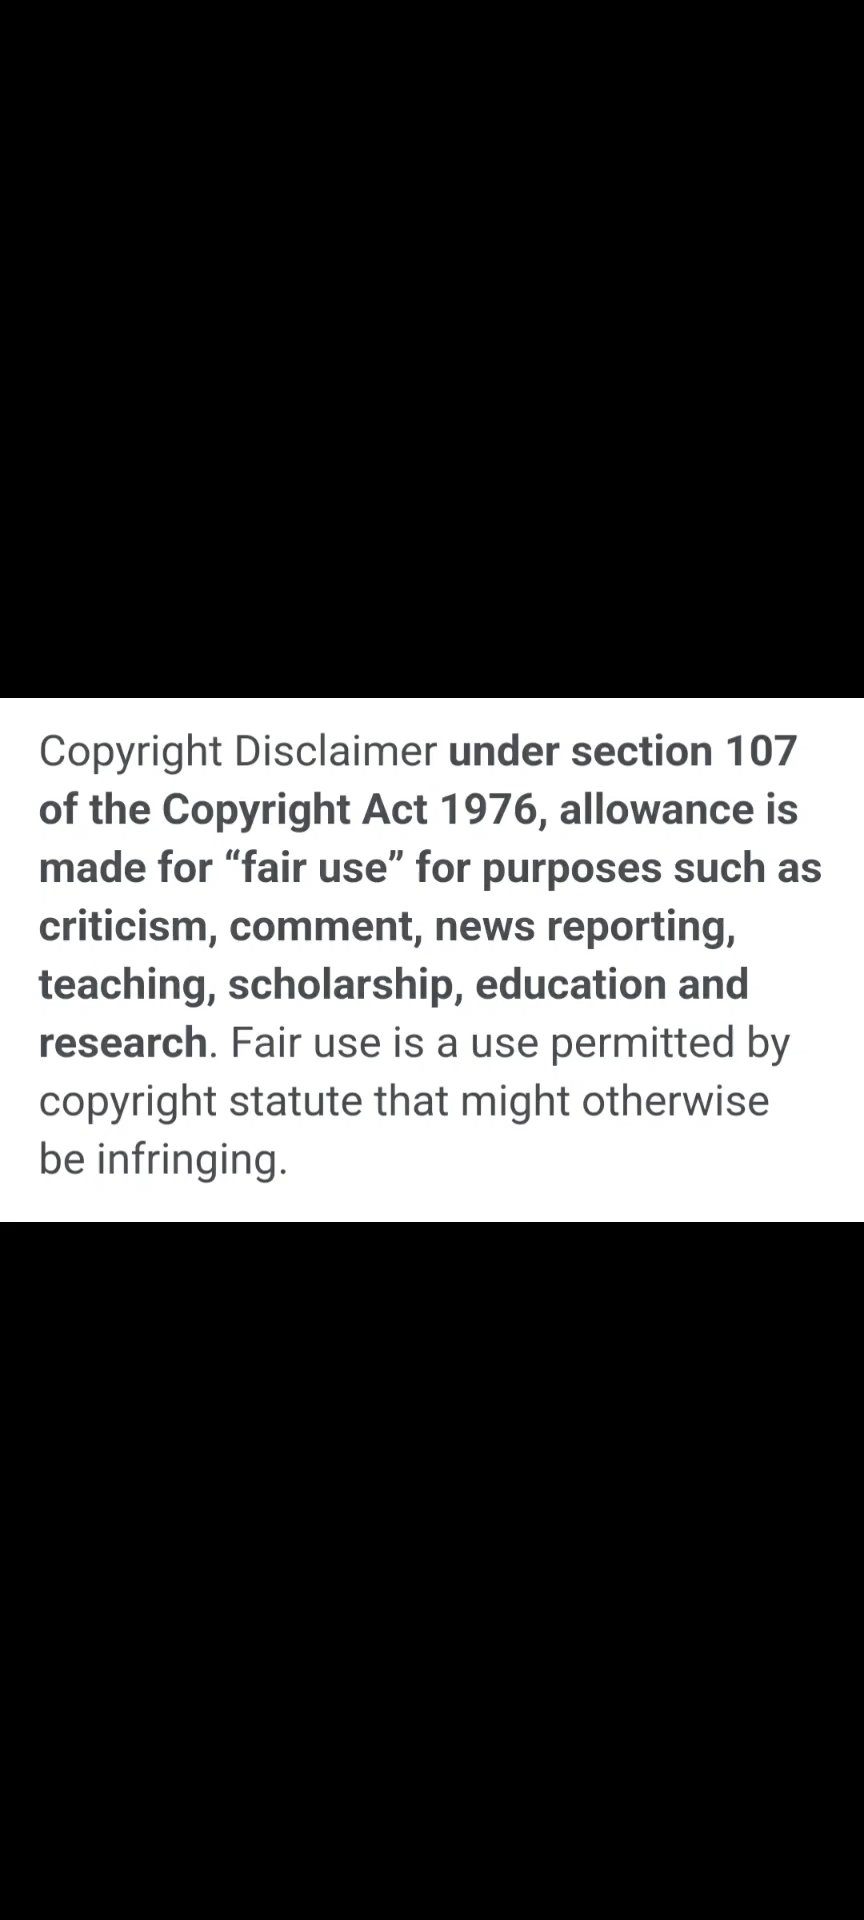 Copyright Disclaimer under section 107
of the Copyright Act 1976, allowance is
made for “fair use” for purposes such as
criticism, comment, news reporting,
teaching, scholarship, education and
research. Fair use is a use permitted by
copyright statute that might otherwise
be infringing.